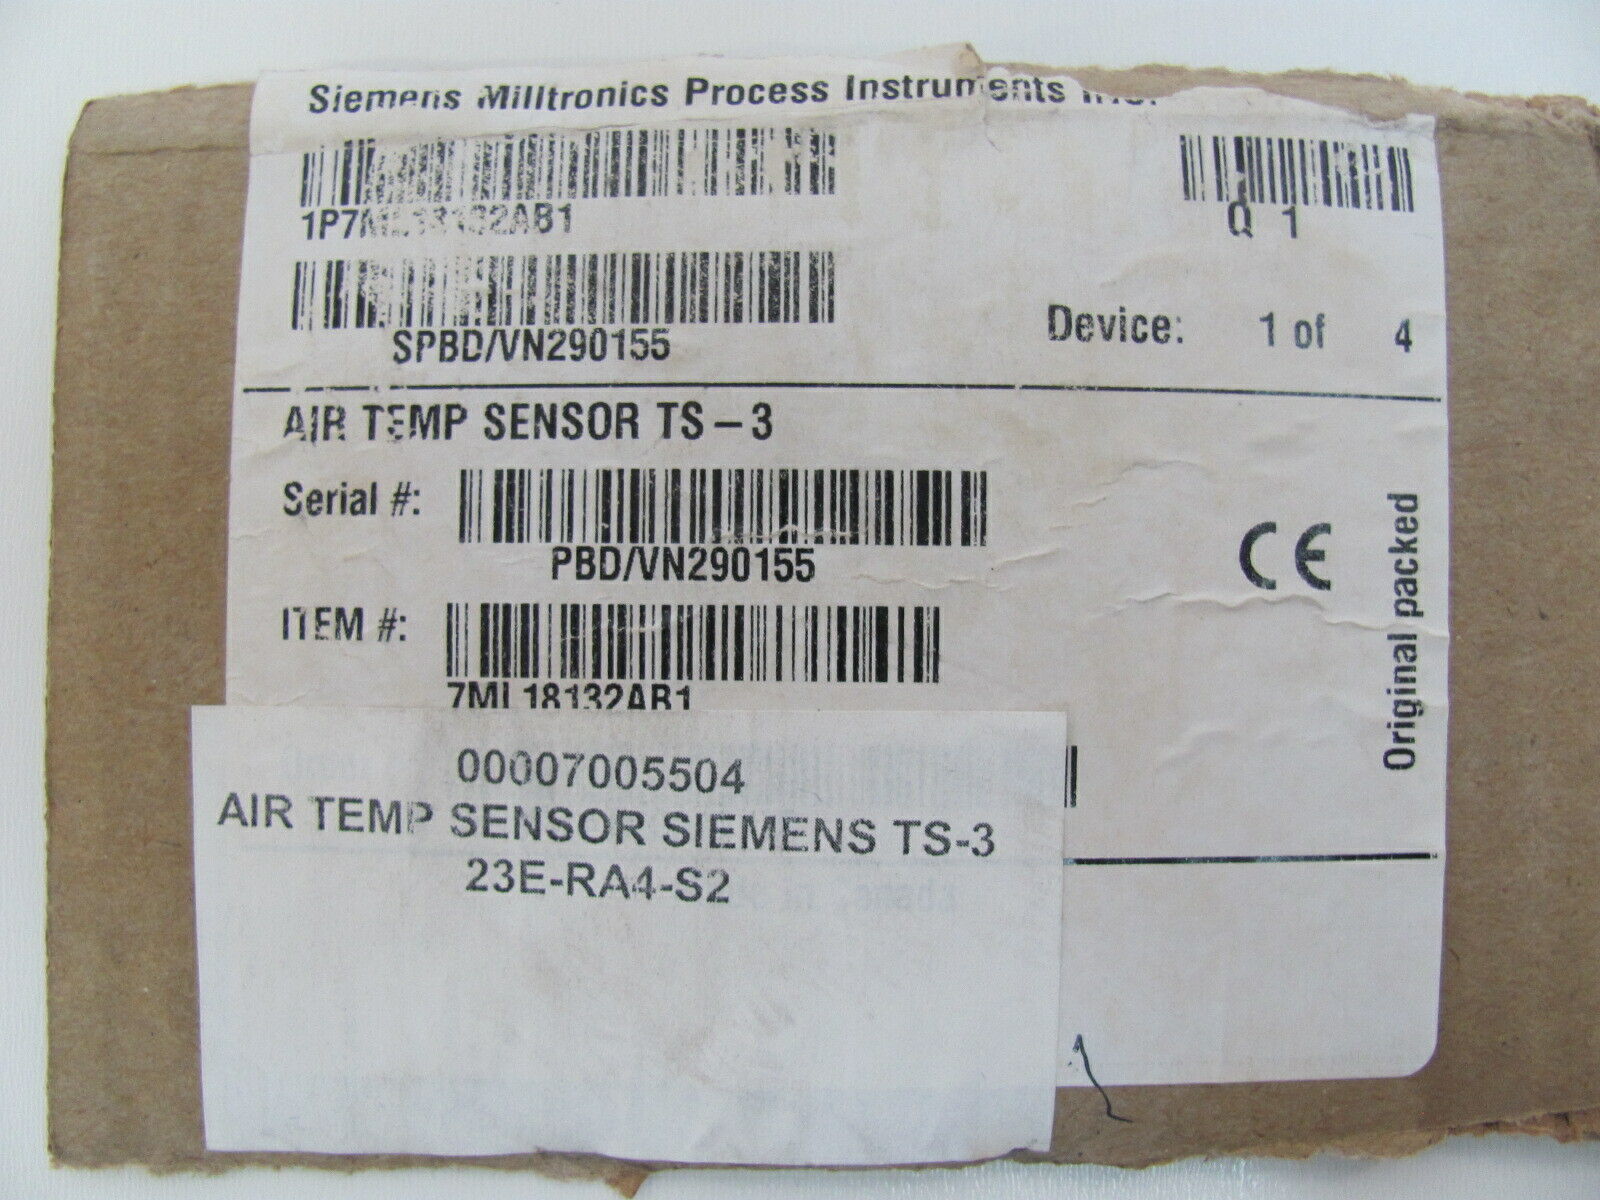 Siemens Milltronics Process Instruments Inc.
1P7ML18132AB1
Q 1
SPBD/VN290155
Device: 1 of 4
AIR TEMP SENSOR TS – 3
Serial #:
PBD/VN290155
ITEM #:
7ML18132AB1
Original packed
CE
00007005504
AIR TEMP SENSOR SIEMENS TS-3
23E-RA4-S2